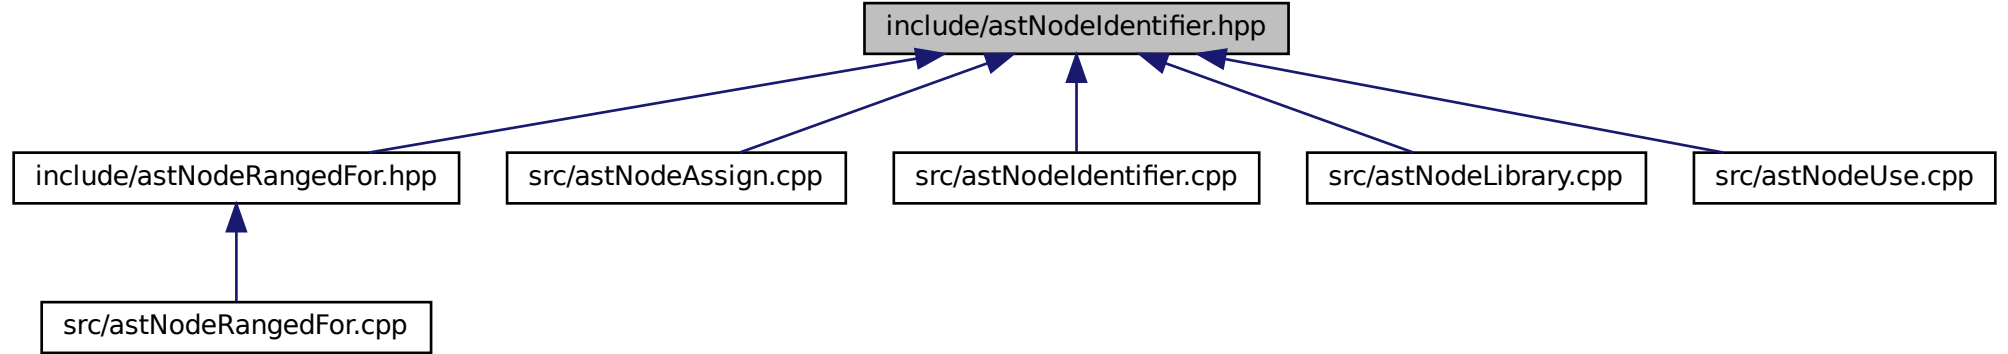 include/astNodeIdentifier.hpp
include/astNodeRangedFor.hpp
src/astNodeAssign.cpp
src/astNodeIdentifier.cpp
src/astNodeLibrary.cpp
src/astNodeUse.cpp
src/astNodeRangedFor.cpp